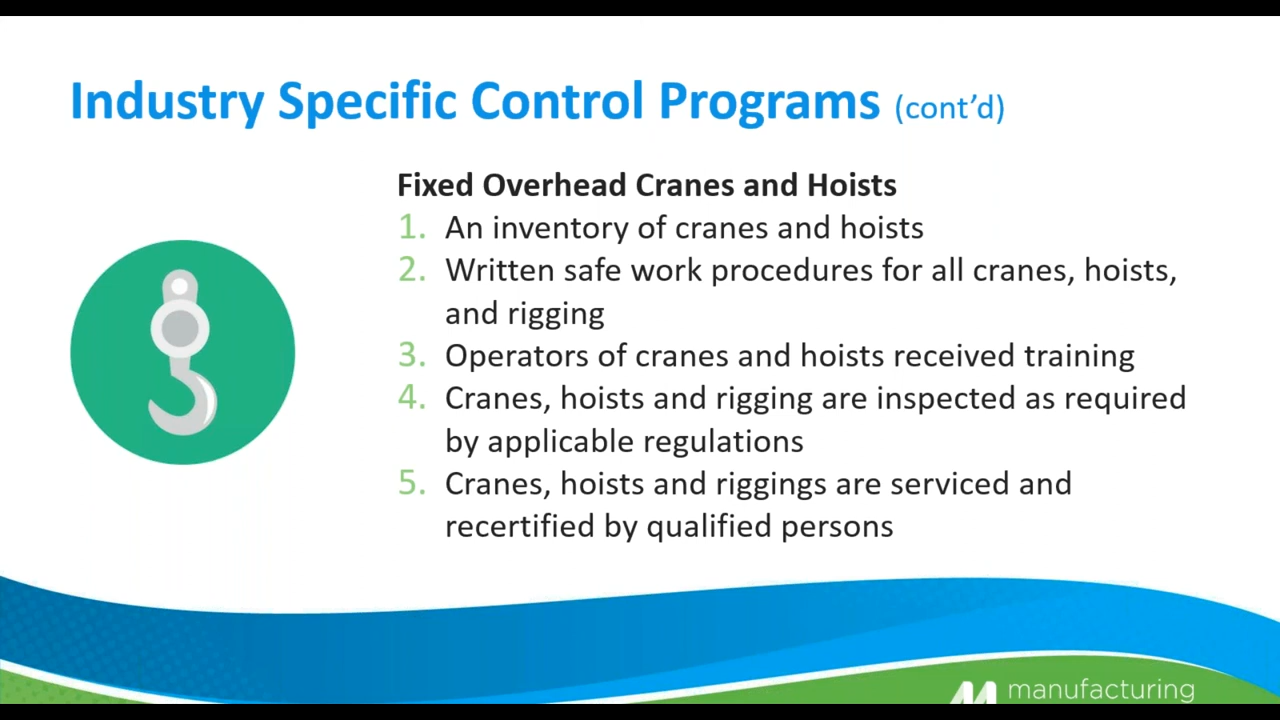 Industry Specific Control Programs (cont’d)
Fixed Overhead Cranes and Hoists
1. An inventory of cranes and hoists
2. Written safe work procedures for all cranes, hoists,
and rigging
3. Operators of cranes and hoists received training
4. Cranes, hoists and rigging are inspected as required
by applicable regulations
5. Cranes, hoists and riggings are serviced and
recertified by qualified persons
manufacturing